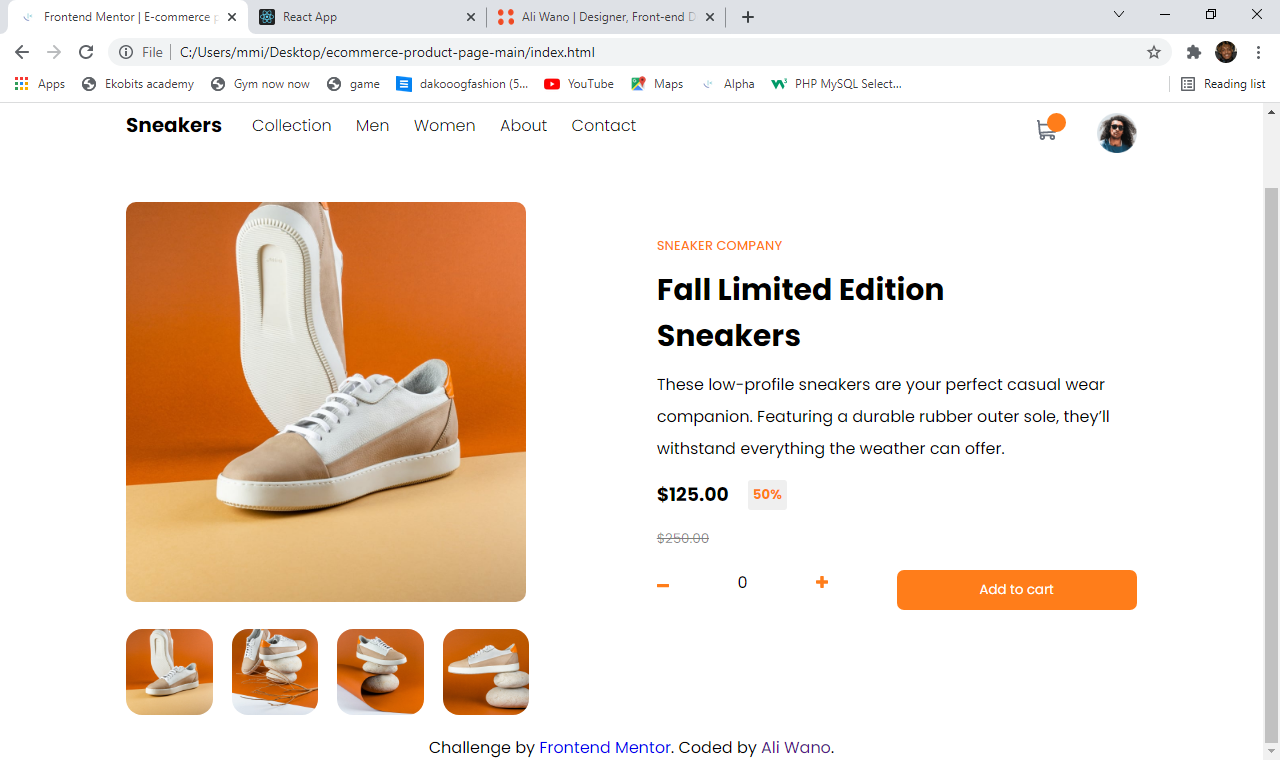 Frontend Mentor | E-commerce p
React App
Ali Wano | Designer, Front-end D
File
C:/Users/mmi/Desktop/ecommerce-product-page-main/index.html
Apps
Ekobits academy
Gym now now
game
dakooogfashion (5...
YouTube
Maps
Alpha
PHP MySQL Select...
Reading list
Sneakers
Collection
Men
Women
About
Contact
SNEAKER COMPANY
Fall Limited Edition
Sneakers
These low-profile sneakers are your perfect casual wear
companion. Featuring a durable rubber outer sole, they’ll
withstand everything the weather can offer.
$125.00
50%
$250.00
0
Add to cart
Challenge by Frontend Mentor. Coded by Ali Wano.